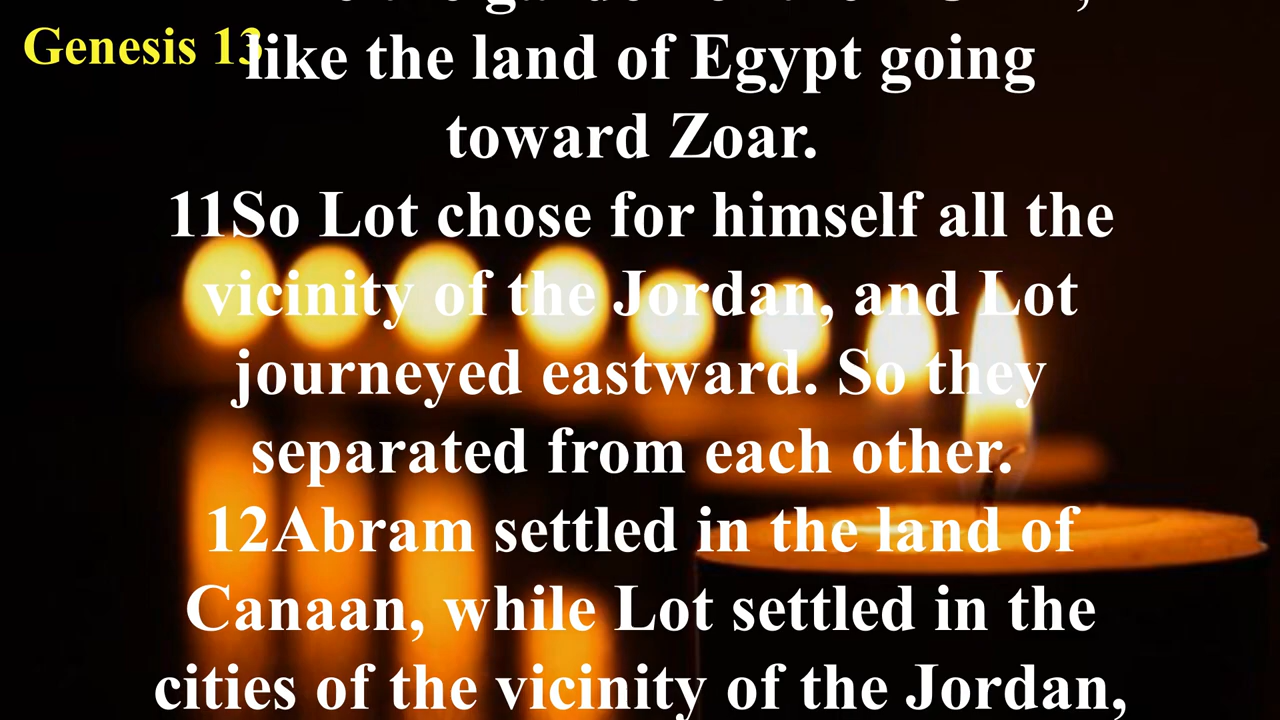 Genesis 13
like the land of Egypt going
toward Zoar.
11So Lot chose for himself all the
vicinity of the Jordan, and Lot
journeyed eastward. So they
separated from each other.
12Abram settled in the land of
Canaan, while Lot settled in the
cities of the vicinity of the Jordan,